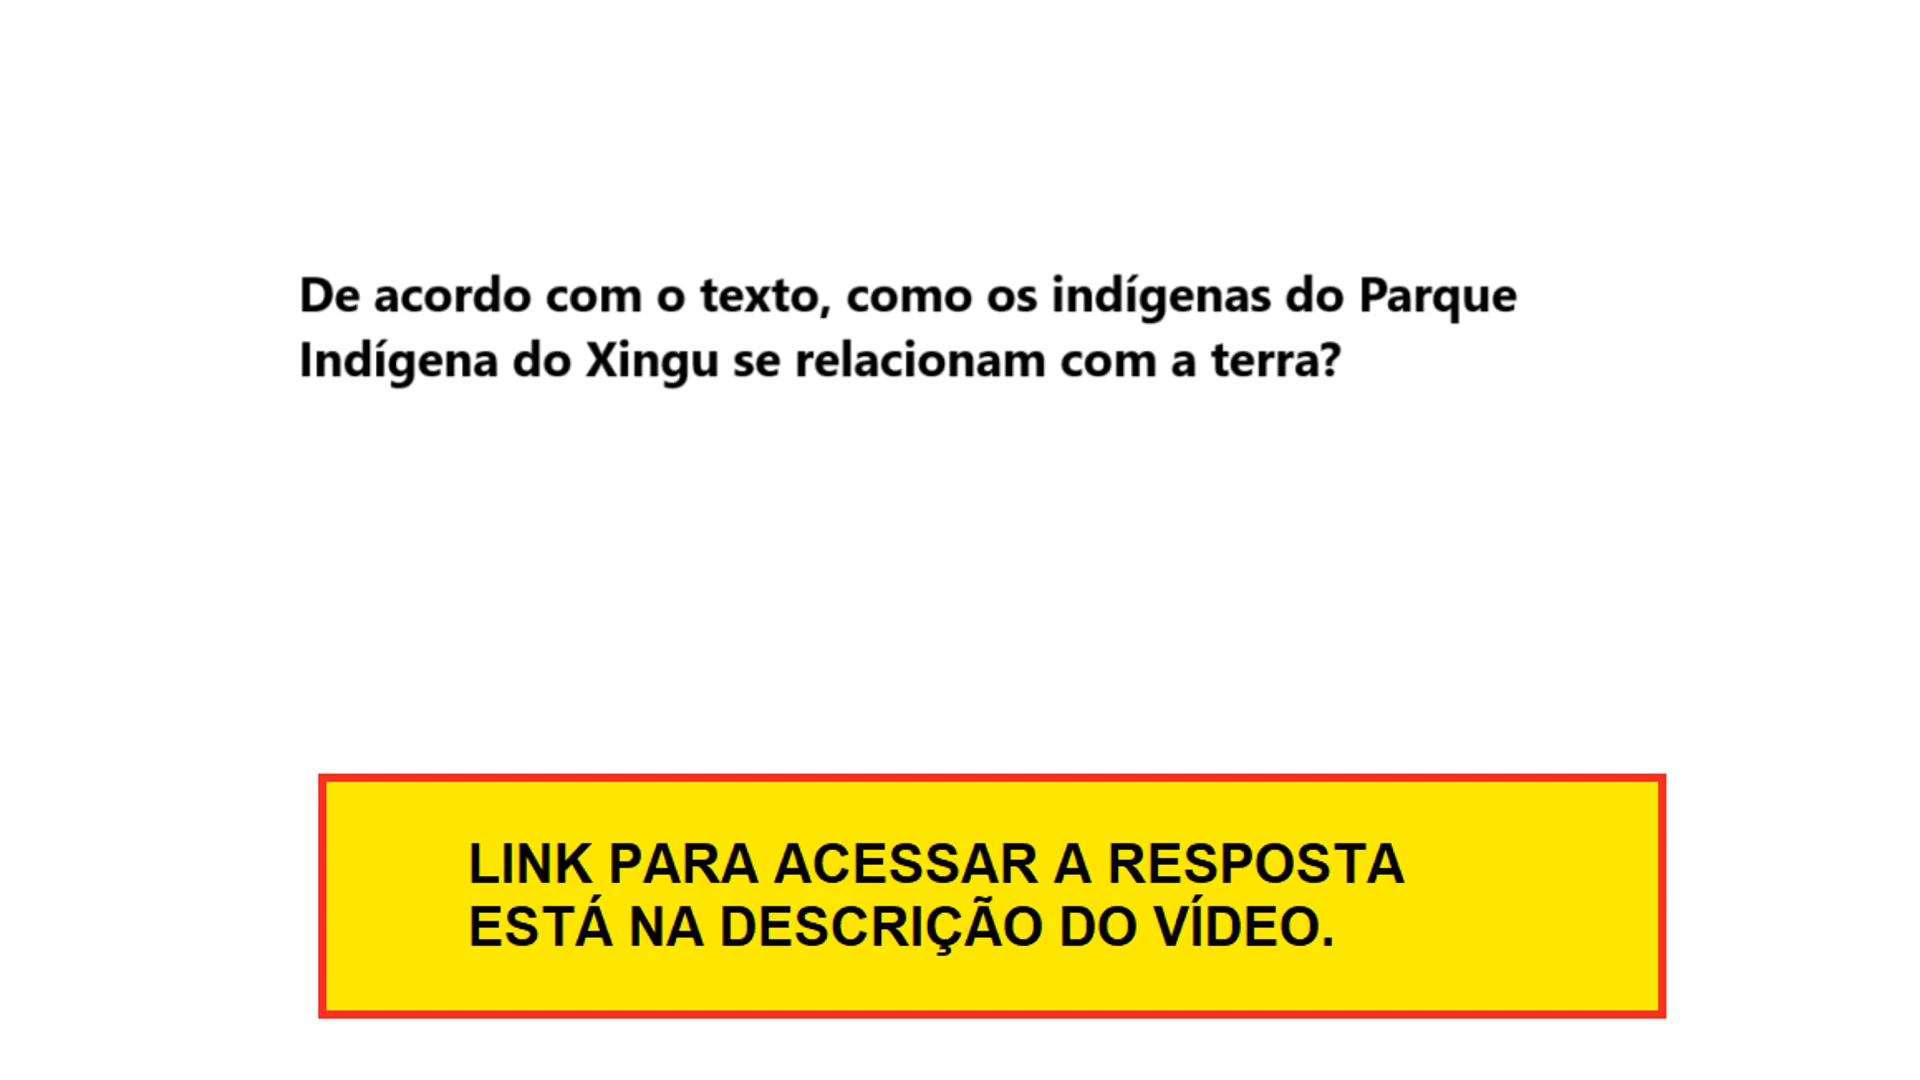 De acordo com o texto, como os indígenas do Parque
Indígena do Xingu se relacionam com a terra?
LINK PARA ACESSAR A RESPOSTA
ESTÁ NA DESCRIÇÃO DO VÍDEO.